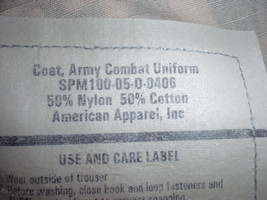 Coat, Army Combat Uniform
SPM100-05-D-0406
50% Nylon 50% Cotton
American Apparel, Inc
USE AND CARE LABEL
Wear outside of trouser
Before washing, close hook and loop fasteners and